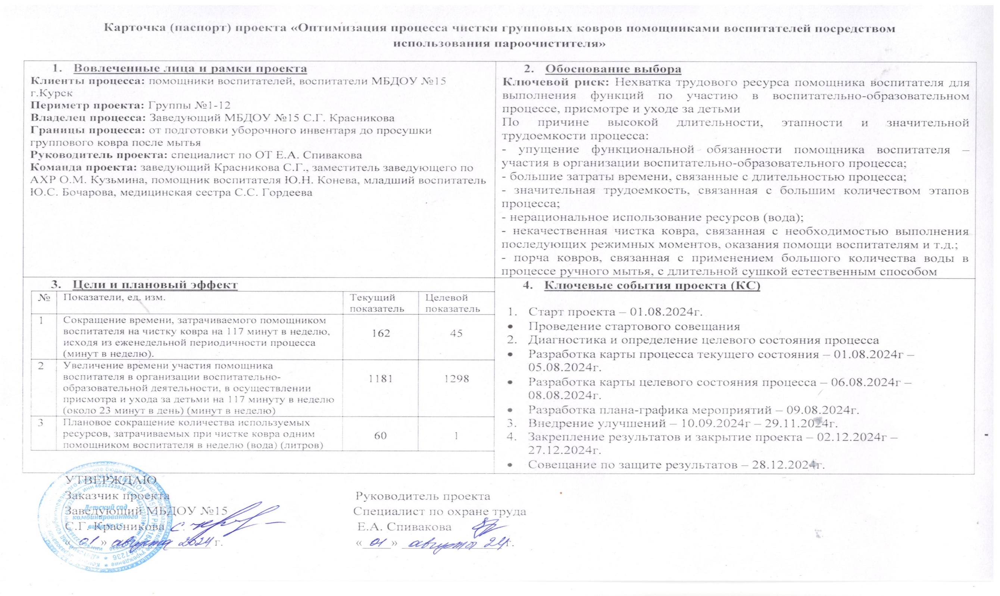 Карточка (паспорт) проекта «Оптимизация процесса чистки групповых ковров помощниками воспитателей посредством
использования пароочистителя»
1. Вовлеченные лица и рамки проекта
Клиенты процесса: помощники воспитателей, воспитатели МБДОУ №15
г.Курск
Периметр проекта: Группы №1-12
Владелец процесса: Заведующий МБДОУ №15 С.Г. Красникова
Границы процесса: от подготовки уборочного инвентаря до просушки
группового ковра после мытья
Руководитель проекта: специалист по ОТ Е.А. Спивакова
Команда проекта: заведующий Красникова С.Г., заместитель заведующего по
АХР О.М. Кузьмина, помощник воспитателя Ю.Н. Конева, младший воспитатель
Ю.С. Бочарова, медицинская сестра С.С. Гордеева
2. Обоснование выбора
Ключевой риск: Нехватка трудового ресурса помощника воспитателя для
выполнения функций по участию в воспитательно-образовательном
процессе, присмотре и уходе за детьми
По причине высокой длительности, этапности и значительной
трудоемкости процесса:
- упущение функциональной обязанности помощника воспитателя –
участия в организации воспитательно-образовательного процесса;
- большие затраты времени, связанные с длительностью процесса;
- значительная трудоемкость, связанная с большим количеством этапов
процесса;
- нерациональное использование ресурсов (вода);
- некачественная чистка ковра, связанная с необходимостью выполнения
последующих режимных моментов, оказания помощи воспитателям и т.д.;
- порча ковров, связанная с применением большого количества воды в
процессе ручного мытья, с длительной сушкой естественным способом
3. Цели и плановый эффект
№ Показатели, ед. изм. Текущий показатель Целевой показатель
1 Сокращение времени, затрачиваемого помощником
воспитателя на чистку ковра на 117 минут в неделю,
исходя из еженедельной периодичности процесса
(минут в неделю).
162 45
2 Увеличение времени участия помощника
воспитателя в организации воспитательно-
образовательной деятельности, в осуществлении
присмотра и ухода за детьми на 117 минуту в неделю
(около 23 минут в день) (минут в неделю)
1181 1298
3 Плановое сокращение количества используемых
ресурсов, затрачиваемых при чистке ковра одним
помощником воспитателя в неделю (вода) (литров)
60 1
4. Ключевые события проекта (КС)
1. Старт проекта – 01.08.2024г.
• Проведение стартового совещания
2. Диагностика и определение целевого состояния процесса
• Разработка карты процесса текущего состояния – 01.08.2024г –
05.08.2024г.
• Разработка карты целевого состояния процесса – 06.08.2024г –
08.08.2024г.
• Разработка плана-графика мероприятий – 09.08.2024г.
3. Внедрение улучшений – 10.09.2024г – 29.11.2024г.
4. Закрепление результатов и закрытие проекта – 02.12.2024г –
27.12.2024г.
• Совещание по защите результатов – 28.12.2024г.
УТВЕРЖДАЮ
Заказчик проекта
Заведующий МБДОУ №15
С.Г. Красникова
«01» августа 2024 г.
Детский сад
комбинированного
вида № 15
ИНН 4632223930
Руководитель проекта
Специалист по охране труда
Е.А. Спивакова
«01» августа 24г.